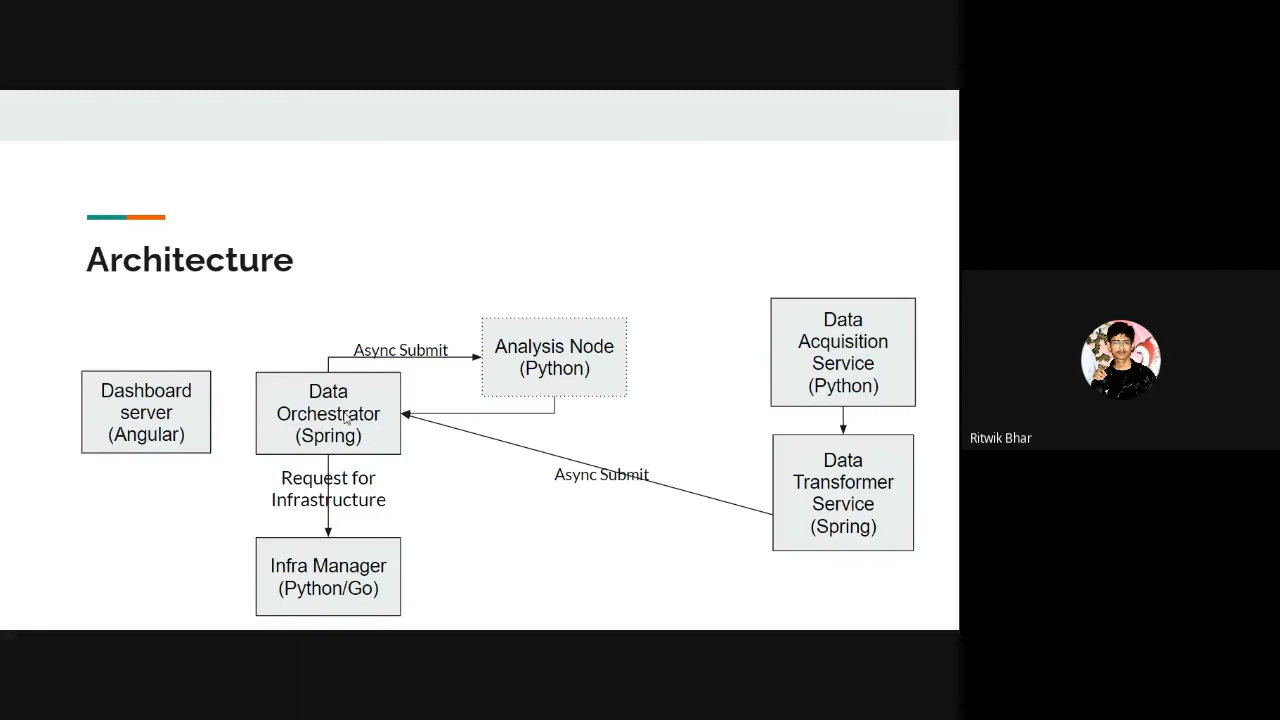 Architecture
Dashboard
server
(Angular)
Data
Orchestrator
(Spring)
Async Submit
Analysis Node
(Python)
Request for
Infrastructure
Infra Manager
(Python/Go)
Async Submit
Data
Acquisition
Service
(Python)
Data
Transformer
Service
(Spring)
Ritwik Bhar